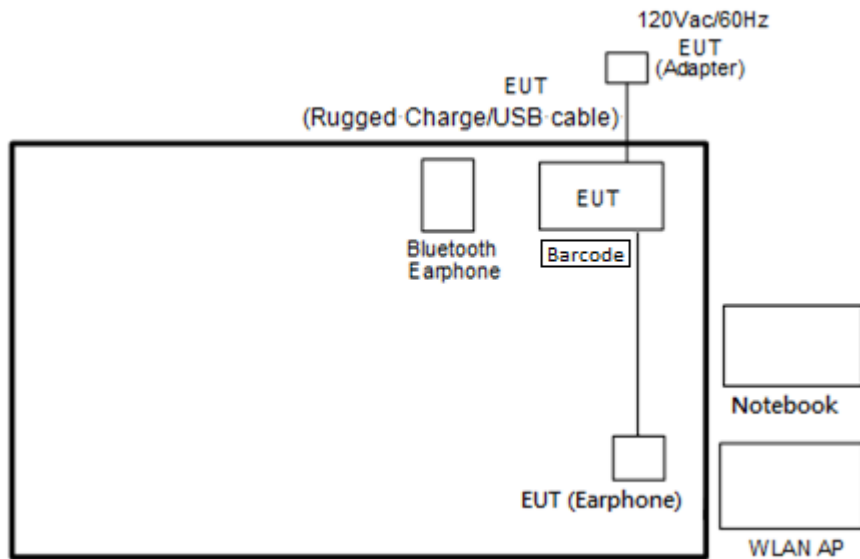 120Vac/60Hz
EUT
(Adapter)
EUT
(Rugged Charge/USB cable)
EUT
Bluetooth
Earphone
Barcode
Notebook
EUT (Earphone)
WLAN AP